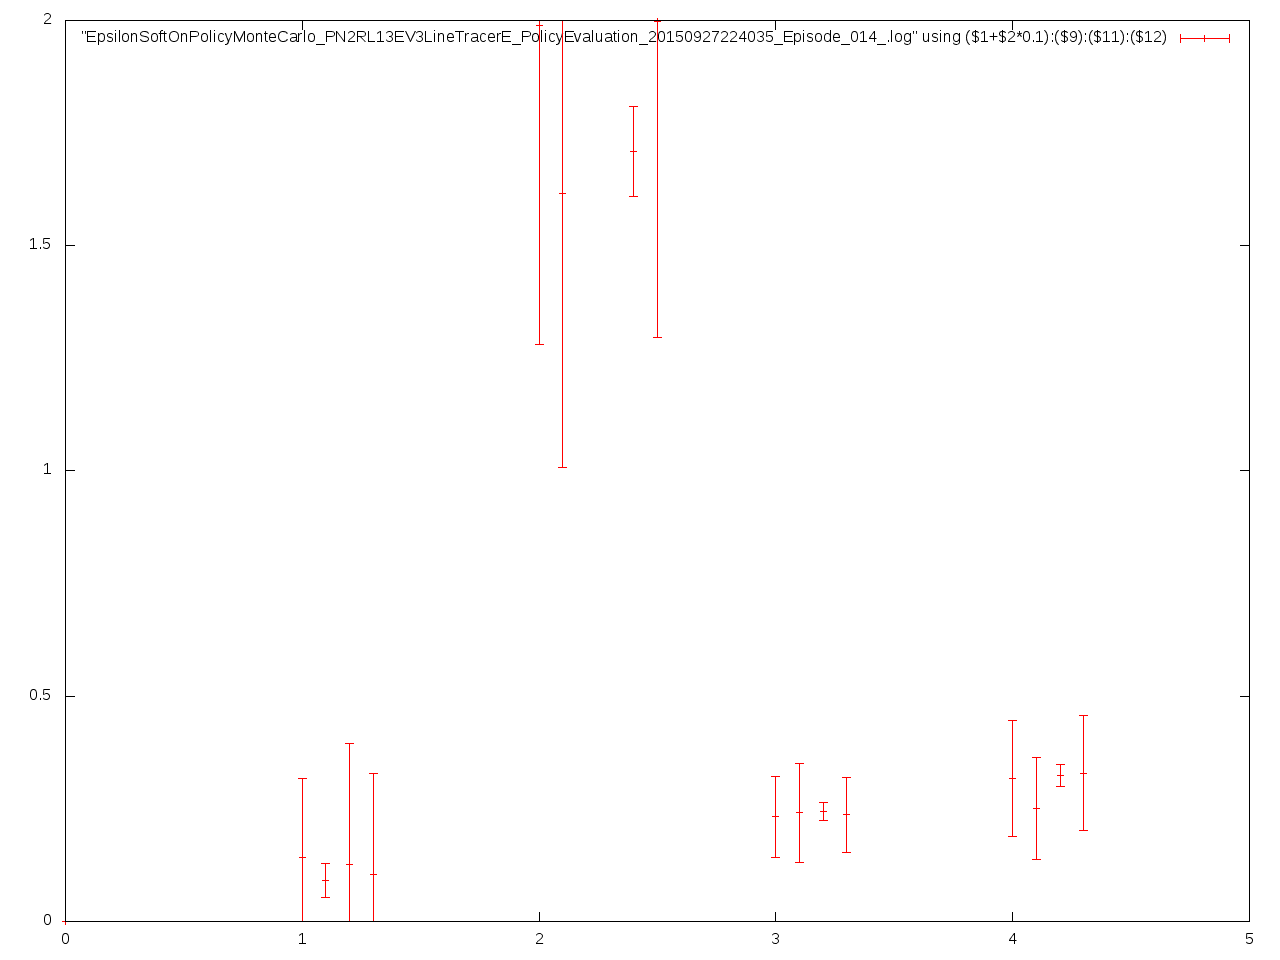 2
"EpsilonSoftOnPolicyMonteCarlo_PN2RL13EV3LineTracerE_PolicyEvaluation_20150927224035_Episode_014_.log" using ($1+$2*0.1):($9):($11):($12)
1.5
1
0.5
0
0 1 2 3 4 5